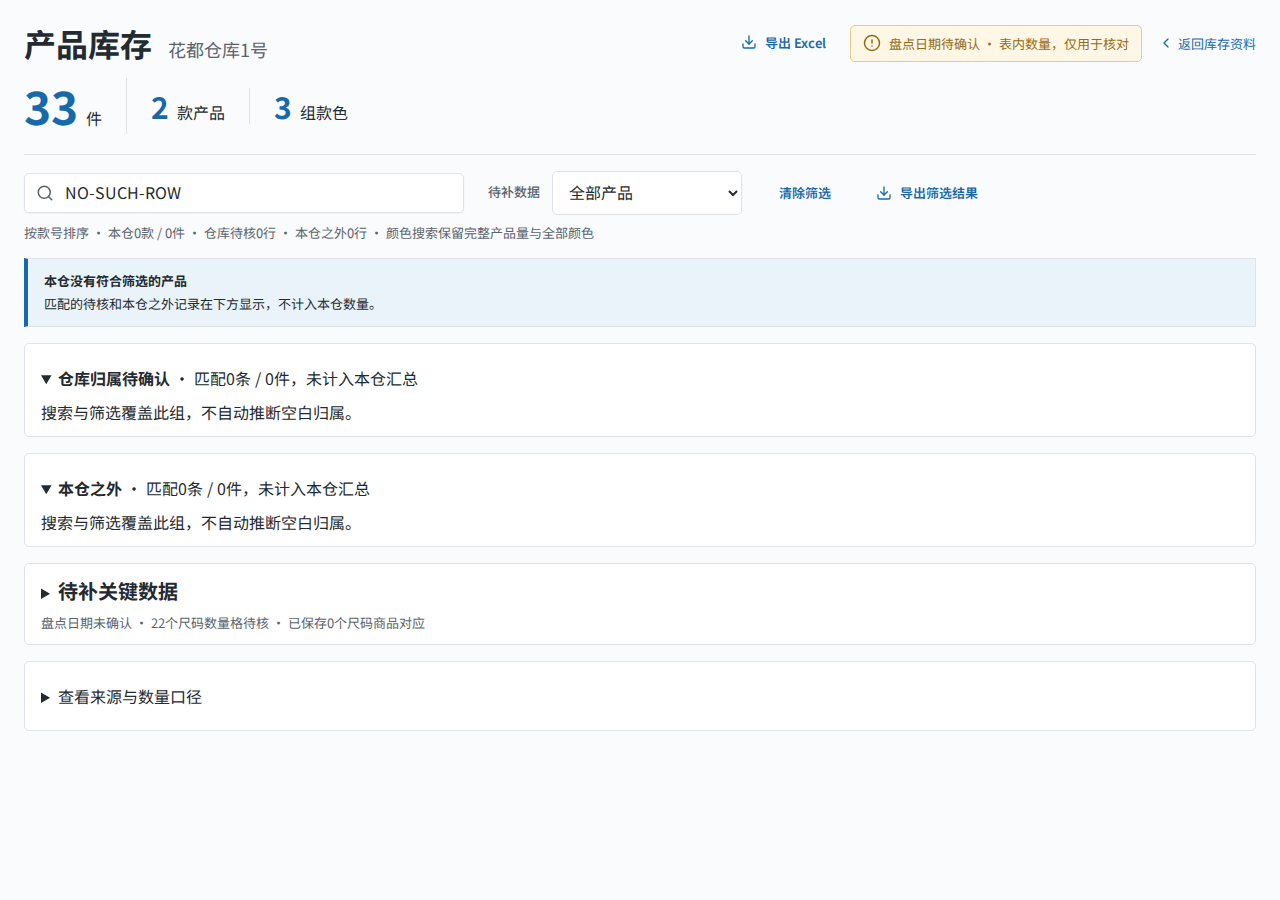 产品库存 花都仓库1号
导出 Excel
盘点日期待确认 · 表内数量，仅用于核对
返回库存资料
33 件 2 款产品 3 组款色
NO-SUCH-ROW 待补数据 全部产品 清除筛选 导出筛选结果
按款号排序 · 本仓0款 / 0件 · 仓库待核0行 · 本仓之外0行 · 颜色搜索保留完整产品量与全部颜色
本仓没有符合筛选的产品
匹配的待核和本仓之外记录在下方显示，不计入本仓数量。
仓库归属待确认 · 匹配0条 / 0件，未计入本仓汇总
搜索与筛选覆盖此组，不自动推断空白归属。
本仓之外 · 匹配0条 / 0件，未计入本仓汇总
搜索与筛选覆盖此组，不自动推断空白归属。
待补关键数据
盘点日期未确认 · 22个尺码数量格待核 · 已保存0个尺码商品对应
查看来源与数量口径